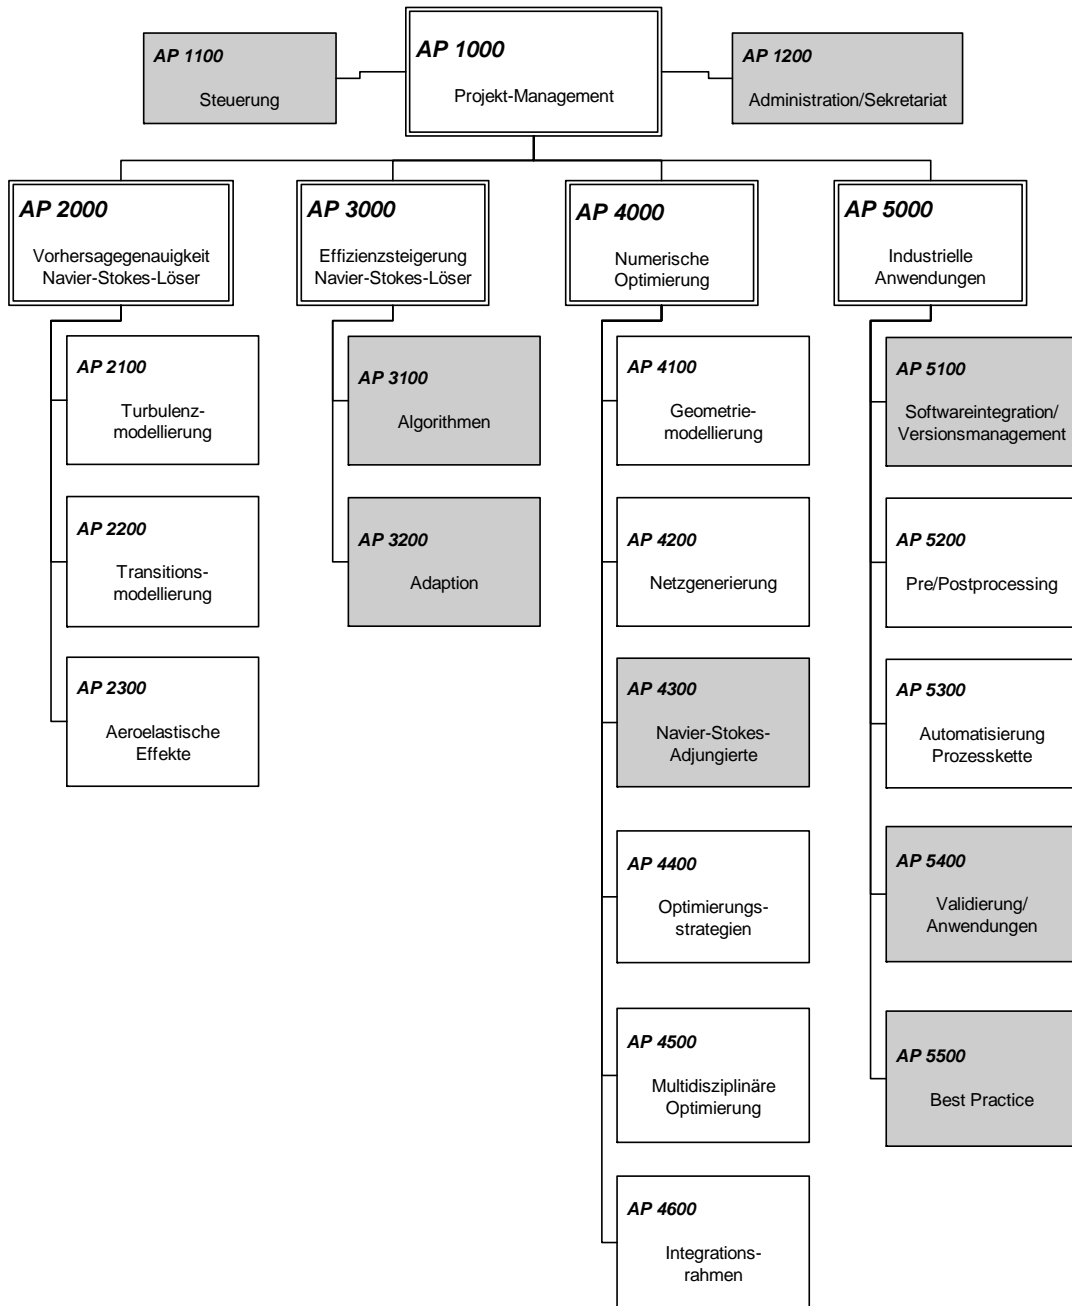 AP 1100
Steuerung
AP 1000
Projekt-Management
AP 1200
Administration/Sekretariat
AP 2000
Vorhersagegenauigkeit
Navier-Stokes-Löser
AP 3000
Effizienzsteigerung
Navier-Stokes-Löser
AP 4000
Numerische
Optimierung
AP 5000
Industrielle
Anwendungen
AP 2100
Turbulenz-
modellierung
AP 2200
Transitions-
modellierung
AP 2300
Aeroelastische
Effekte
AP 3100
Algorithmen
AP 3200
Adaption
AP 4100
Geometrie-
modellierung
AP 4200
Netzgenerierung
AP 4300
Navier-Stokes-
Adjungierte
AP 4400
Optimierungs-
strategien
AP 4500
Multidisziplinäre
Optimierung
AP 4600
Integrations-
rahmen
AP 5100
Softwareintegration/
Versionsmanagement
AP 5200
Pre/Postprocessing
AP 5300
Automatisierung
Prozesskette
AP 5400
Validierung/
Anwendungen
AP 5500
Best Practice